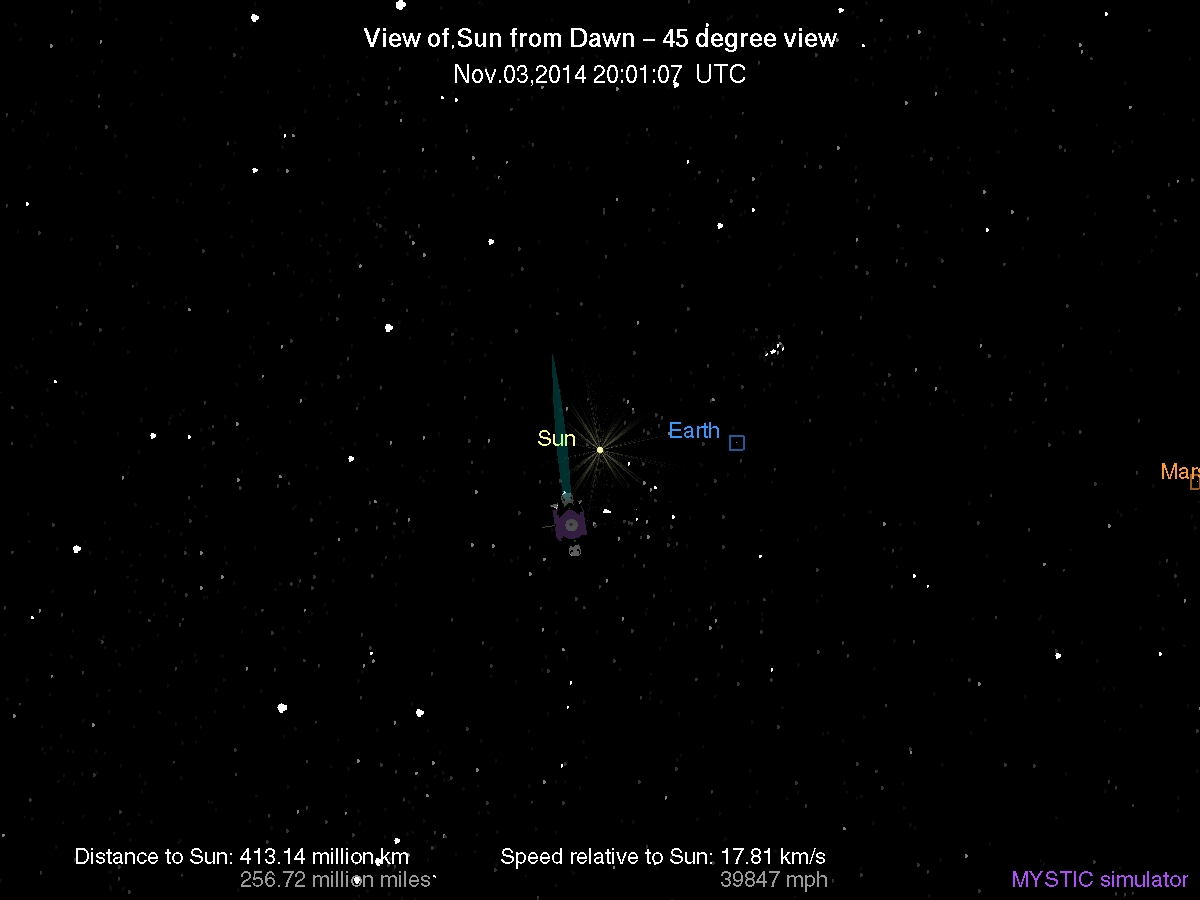 View of Sun from Dawn – 45 degree view
Nov.03,2014 20:01:07 UTC
Earth
Sun
Mars
Distance to Sun: 413.14 million km
Speed relative to Sun: 17.81 km/s
256.72 million miles
39847 mph
MYSTIC simulator